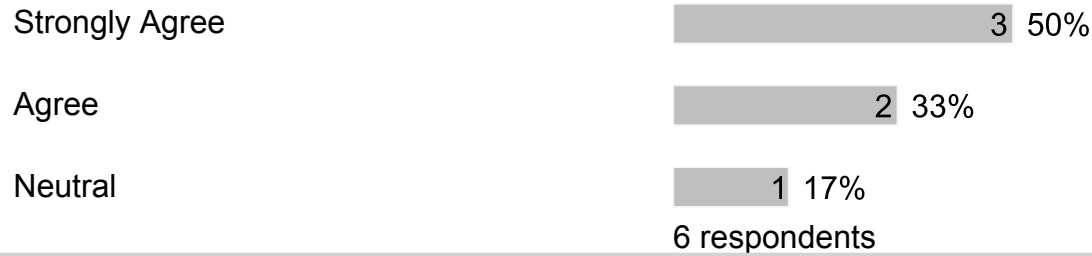 Strongly Agree 3 50%
Agree 2 33%
Neutral 1 17%
6 respondents